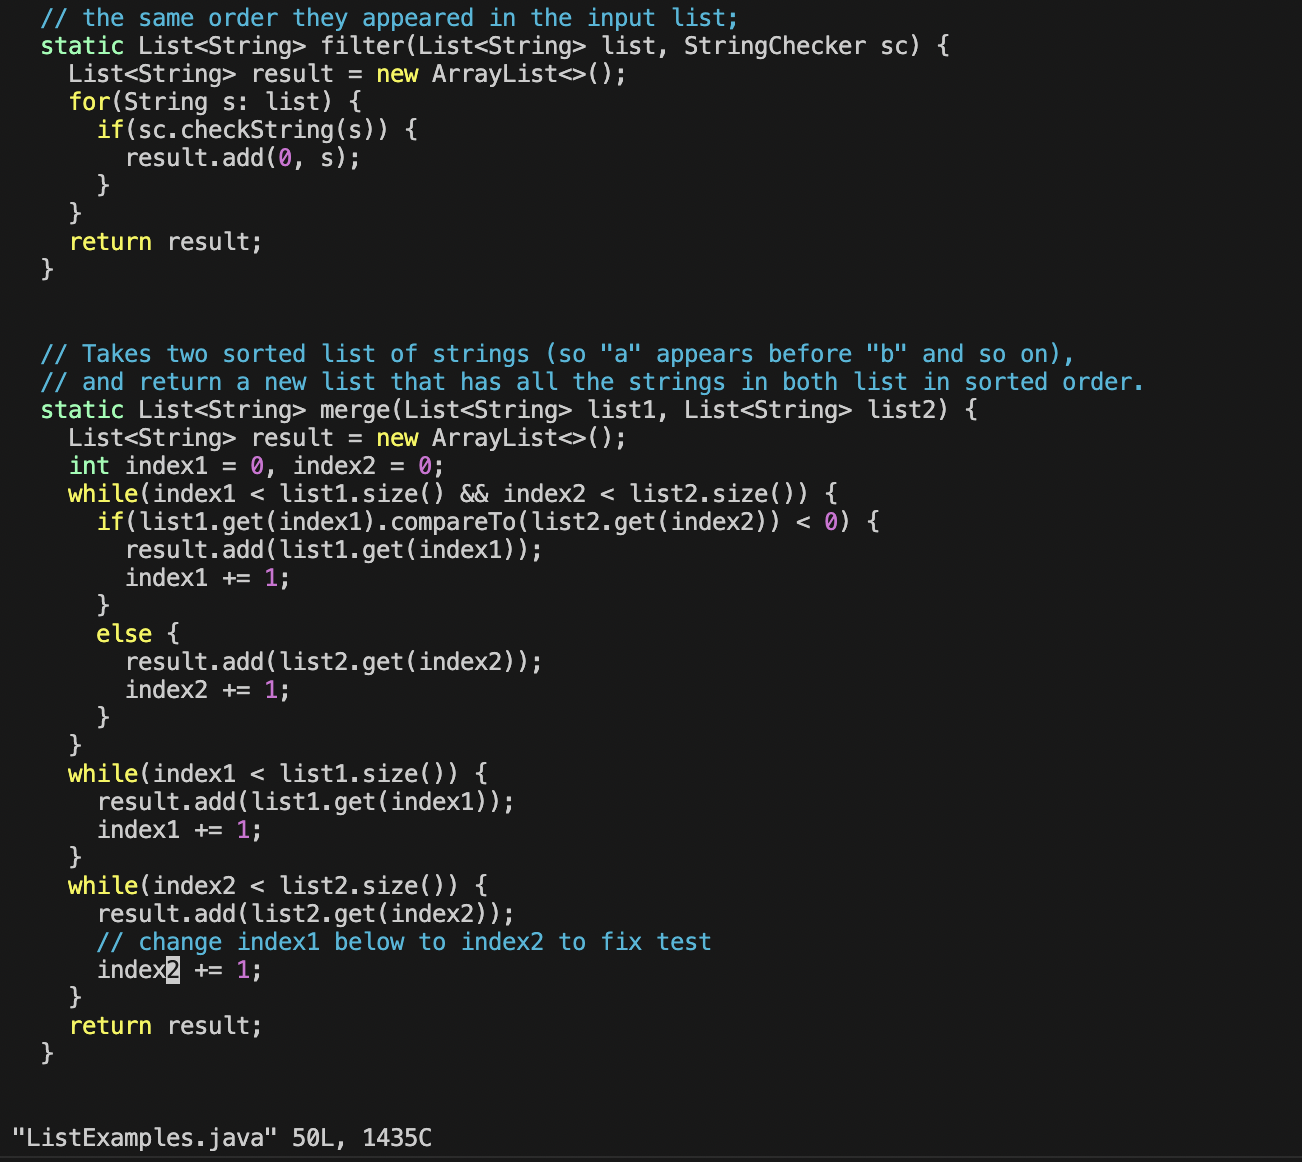 // the same order they appeared in the input list;
static List<String> filter(List<String> list, StringChecker sc) {
List<String> result = new ArrayList<>();
for(String s: list) {
if(sc.checkString(s)) {
result.add(0, s);
}
}
return result;
}
// Takes two sorted list of strings (so "a" appears before "b" and so on),
// and return a new list that has all the strings in both list in sorted order.
static List<String> merge(List<String> list1, List<String> list2) {
List<String> result = new ArrayList<>();
int index1 = 0, index2 = 0;
while(index1 < list1.size() && index2 < list2.size()) {
if(list1.get(index1).compareTo(list2.get(index2)) < 0) {
result.add(list1.get(index1));
index1 += 1;
}
else {
result.add(list2.get(index2));
index2 += 1;
}
}
while(index1 < list1.size()) {
result.add(list1.get(index1));
index1 += 1;
}
while(index2 < list2.size()) {
result.add(list2.get(index2));
// change index1 below to index2 to fix test
index2 += 1;
}
return result;
}
"ListExamples.java" 50L, 1435C